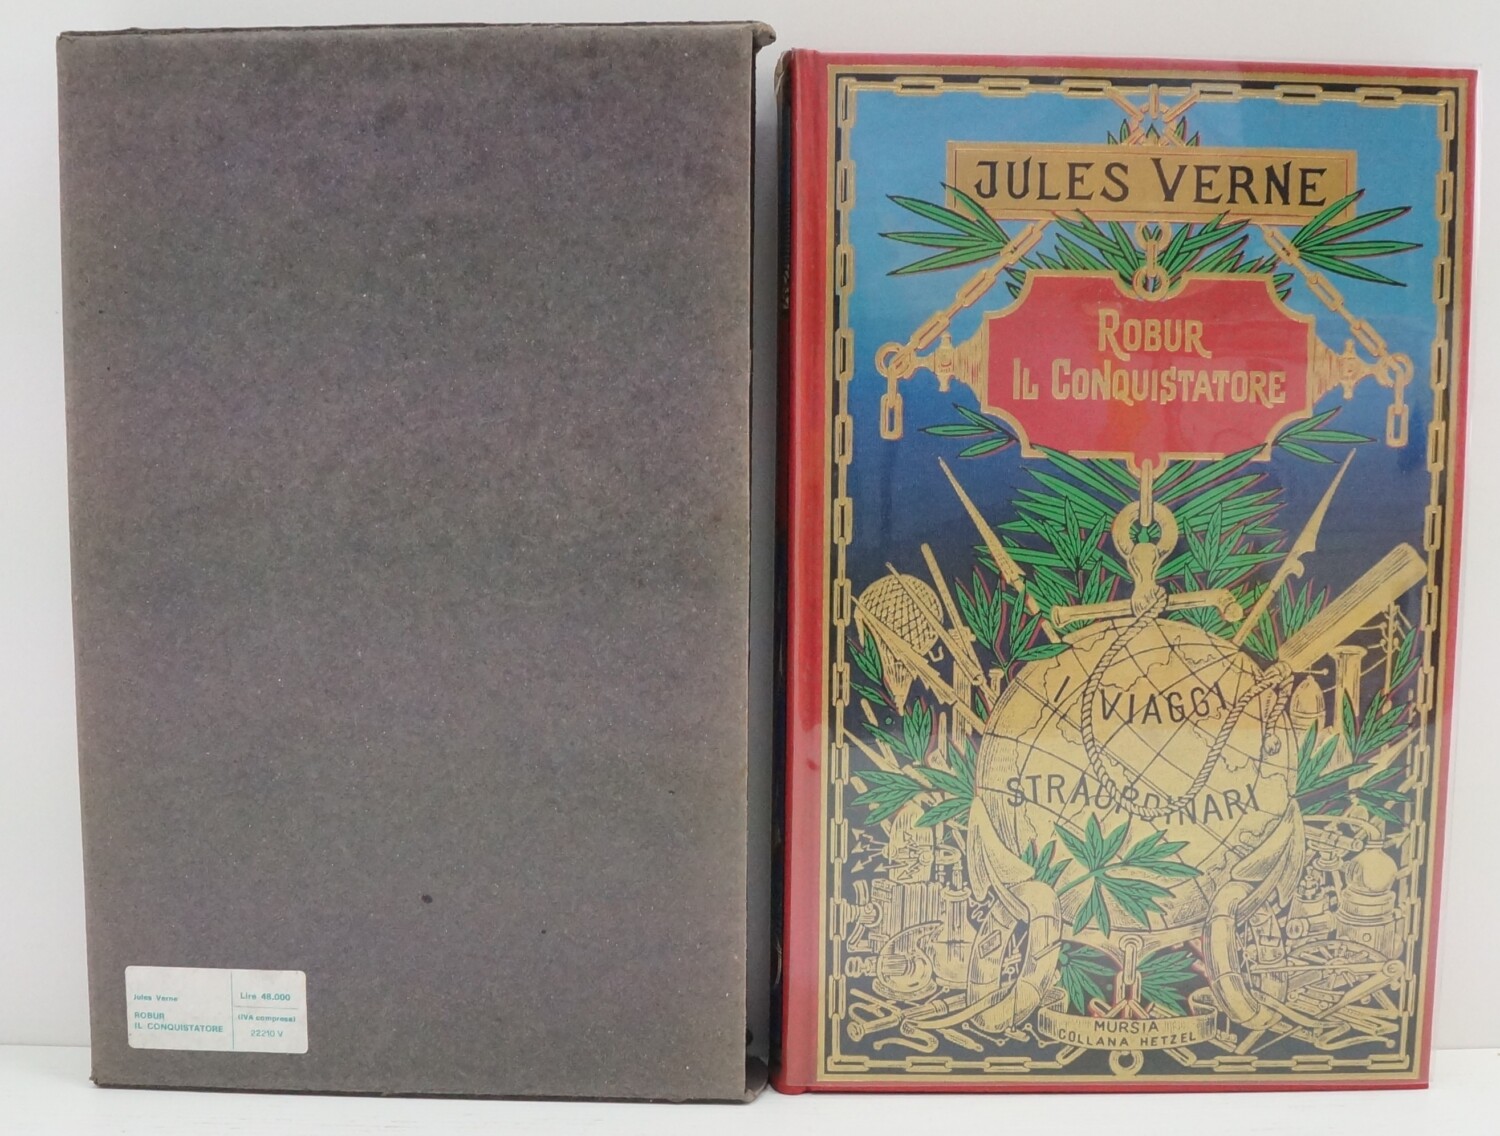 JULES VERNE
ROBUR
IL CONQUISTATORE
I VIAGGI
STRAORDINARI
MURSIA
COLLANA HETZEL
Jules Verne
ROBUR
IL CONQUISTATORE
Lire 48.000
(IVA compresa)
22210 V